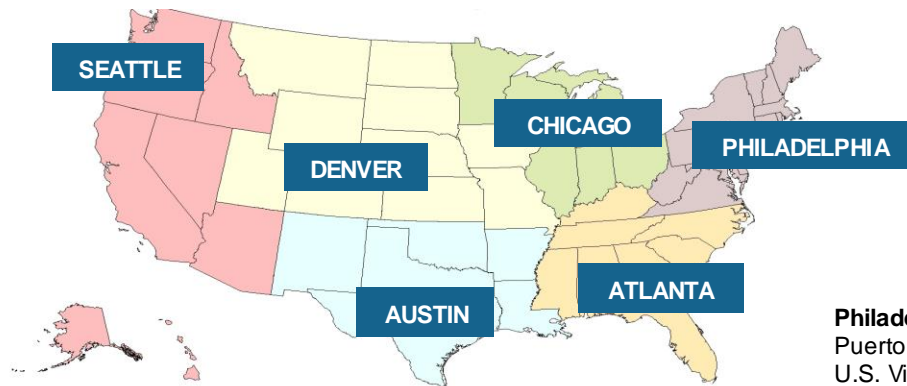 SEATTLE
CHICAGO
PHILADELPHIA
DENVER
ATLANTA
AUSTIN
Puerto
U.S.